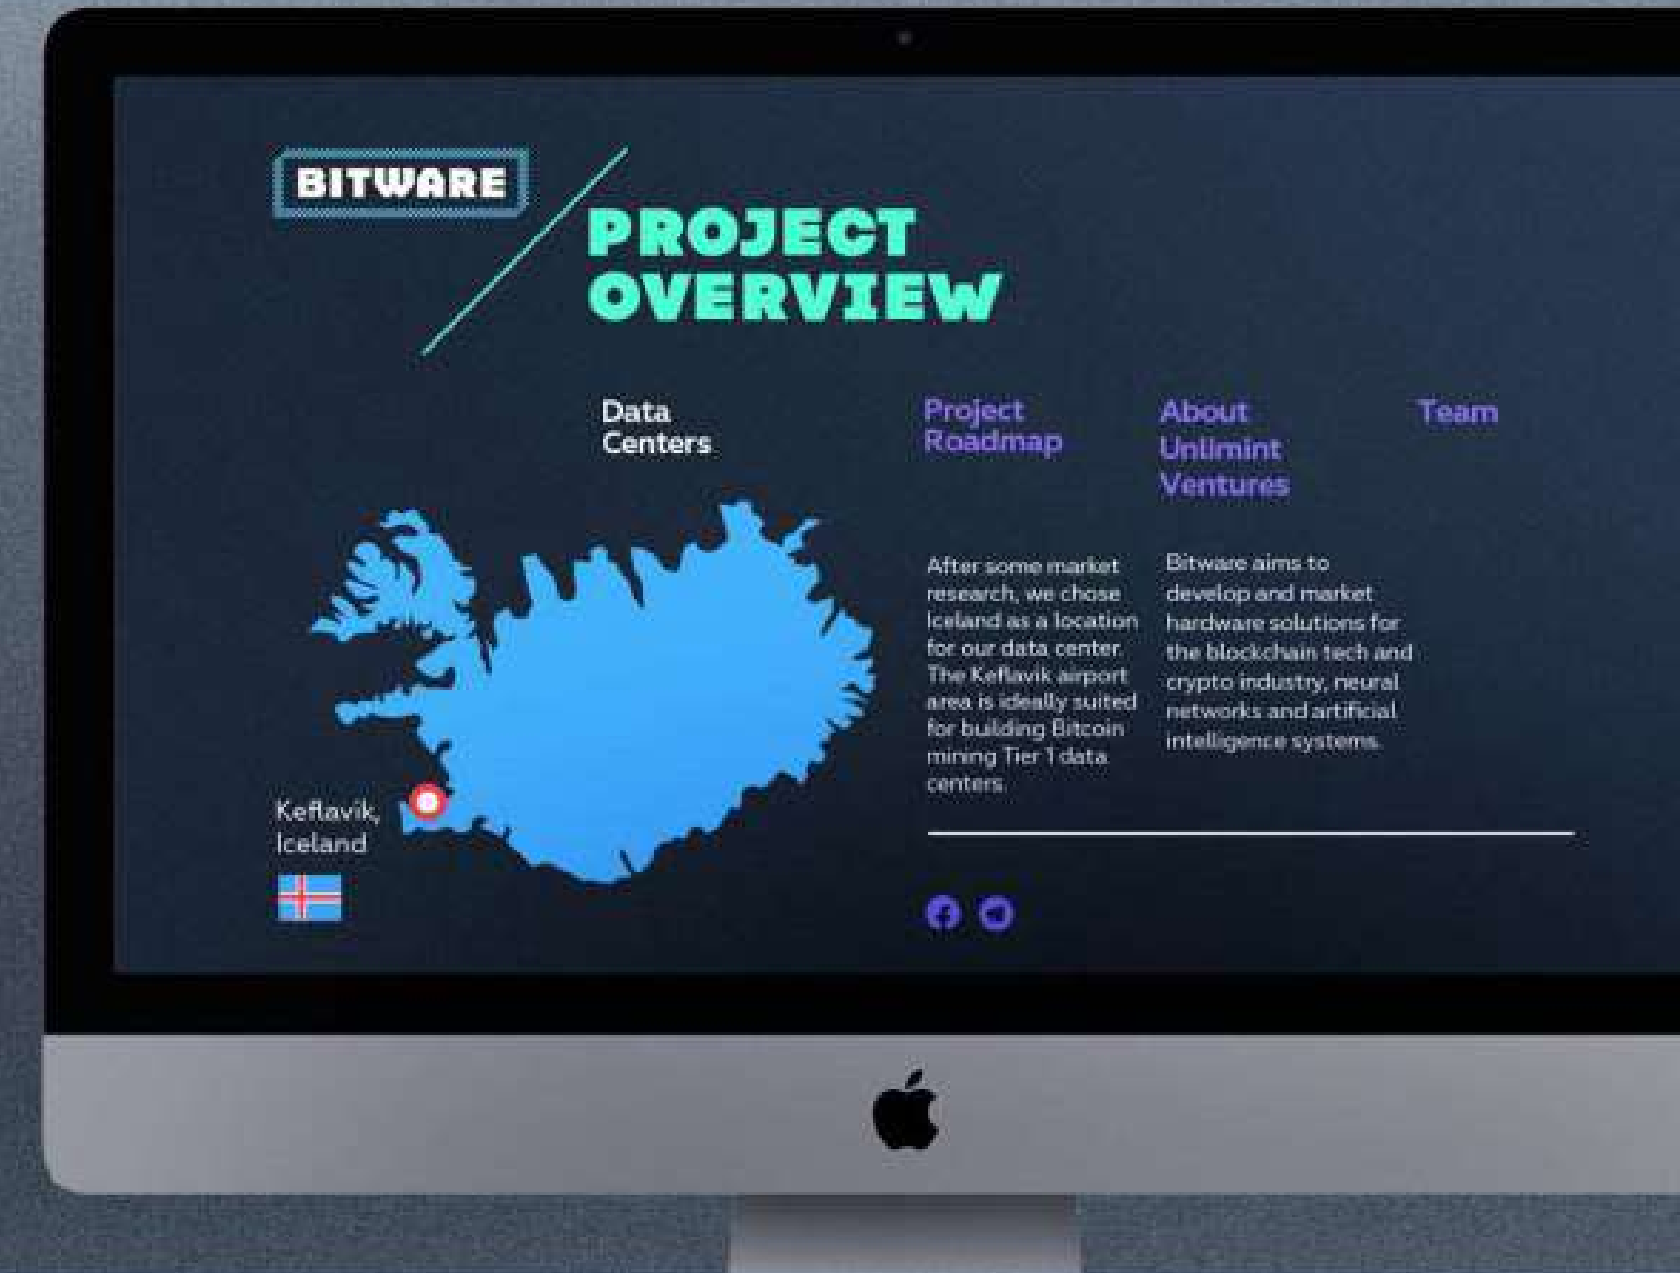 BITWARE
PROJECT
OVERVIEW
Data
Centers
Project
Roadmap
About
Unlimint
Ventures
Team
After some market
research, we chose
Iceland as a location
for our data center.
The Keflavik airport
area is ideally suited
for building Bitcoin
mining Tier 1 data
centers.
Bitware aims to
develop and market
hardware solutions for
the blockchain tech and
crypto industry, neural
networks and artificial
intelligence systems.
Keflavik,
Iceland